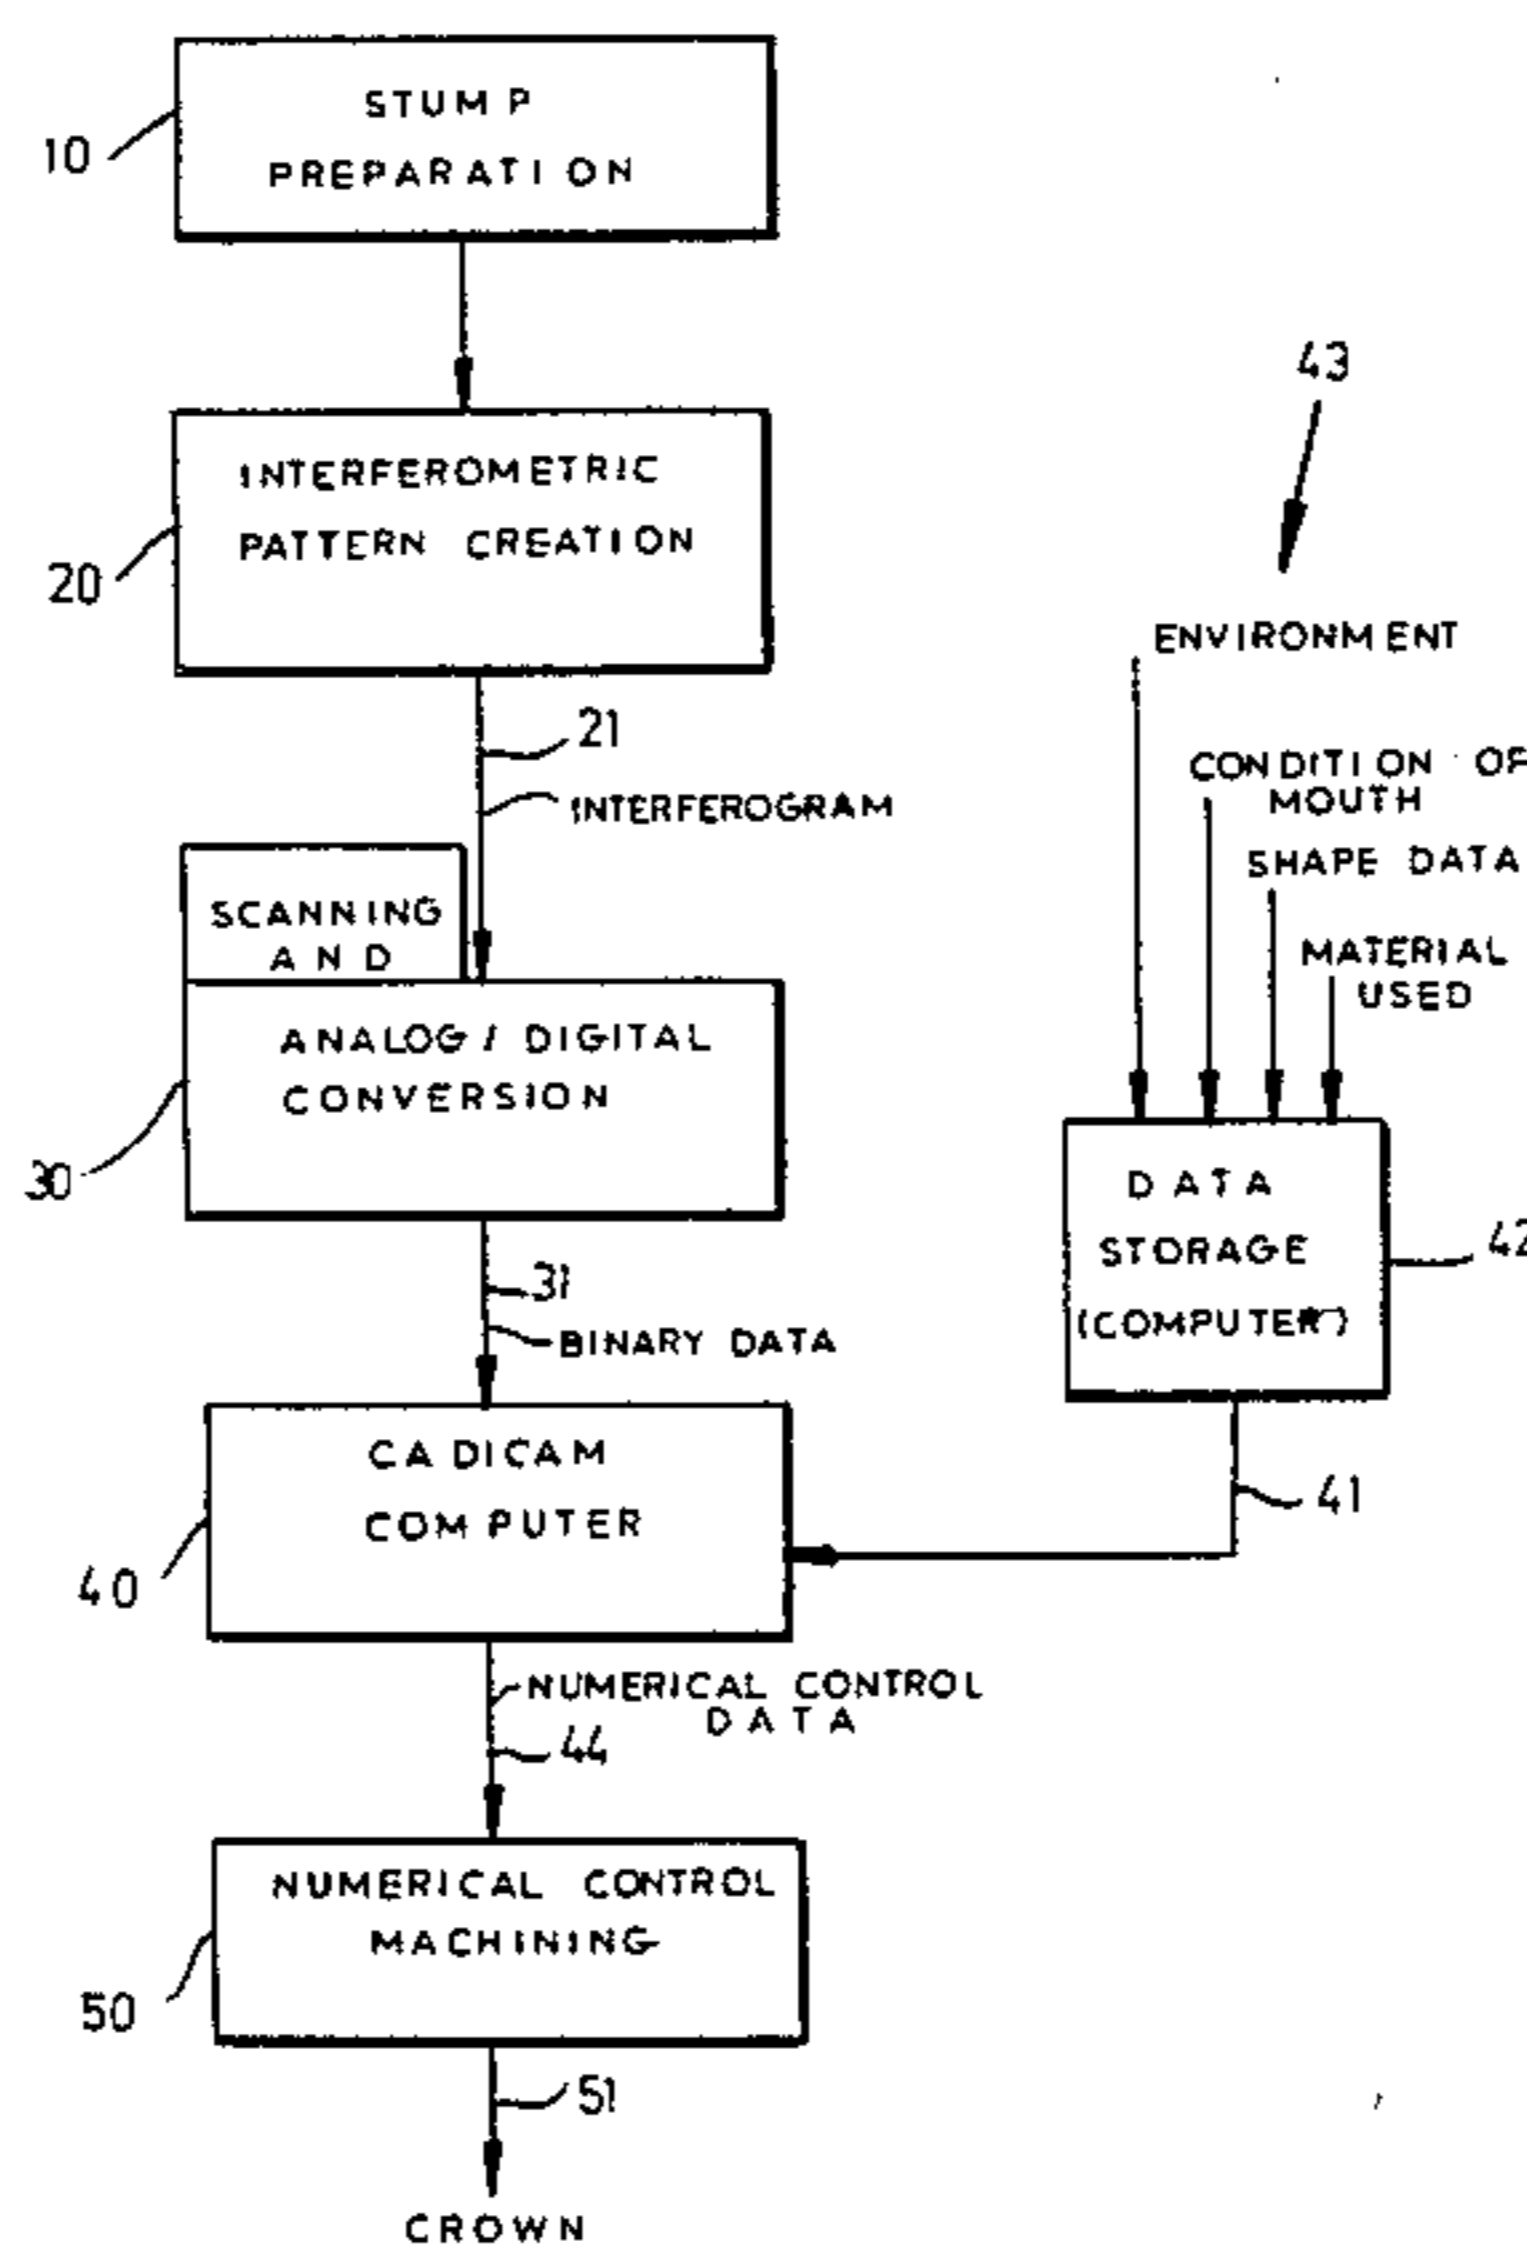 STUMP
PREPARATION
10
INTERFEROMETRIC
PATTERN CREATION
20
21
INTERFEROGRAM
SCANNING
AND
ANALOG / DIGITAL
CONVERSION
30
31
BINARY DATA
43
ENVIRONMENT
CONDITION OF
MOUTH
SHAPE DATA
MATERIAL
USED
DATA
STORAGE
(COMPUTER)
42
41
CADICAM
COMPUTER
40
NUMERICAL CONTROL
DATA
44
NUMERICAL CONTROL
MACHINING
50
51
CROWN